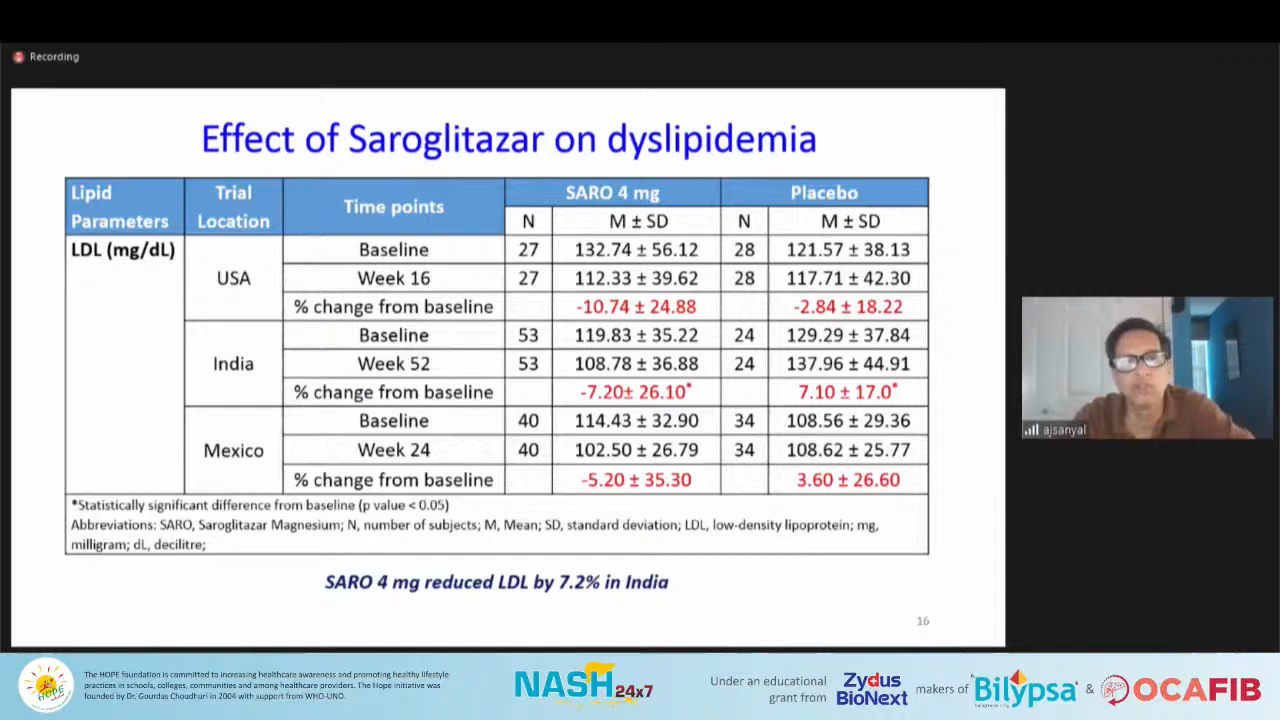 Recording
Effect of Saroglitazar on dyslipidemia
Lipid Parameters Trial Location Time points SARO 4 mg Placebo
N M ± SD N M ± SD
LDL (mg/dL) USA Baseline 27 132.74 ± 56.12 28 121.57 ± 38.13
Week 16 27 112.33 ± 39.62 28 117.71 ± 42.30
% change from baseline -10.74 ± 24.88 -2.84 ± 18.22
India Baseline 53 119.83 ± 35.22 24 129.29 ± 37.84
Week 52 53 108.78 ± 36.88 24 137.96 ± 44.91
% change from baseline -7.20± 26.10* 7.10 ± 17.0*
Mexico Baseline 40 114.43 ± 32.90 34 108.56 ± 29.36
Week 24 40 102.50 ± 26.79 34 108.62 ± 25.77
% change from baseline -5.20 ± 35.30 3.60 ± 26.60
*Statistically significant difference from baseline (p value < 0.05)
Abbreviations: SARO, Saroglitazar Magnesium; N, number of subjects; M, Mean; SD, standard deviation; LDL, low-density lipoprotein; mg,
milligram; dL, decilitre;
SARO 4 mg reduced LDL by 7.2% in India
16
ajsanyal
HOPE
The HOPE foundation is committed to increasing healthcare awareness and promoting healthy lifestyle
practices in schools, colleges, communities and among healthcare providers. The Hope initiative was
founded by Dr. Gourdas Choudhuri in 2004 with support from WHO-UNO.
NASH 24x7
Under an educational
grant from
Zydus
BioNext
makers of
Bilypsa
&
OCAFIB